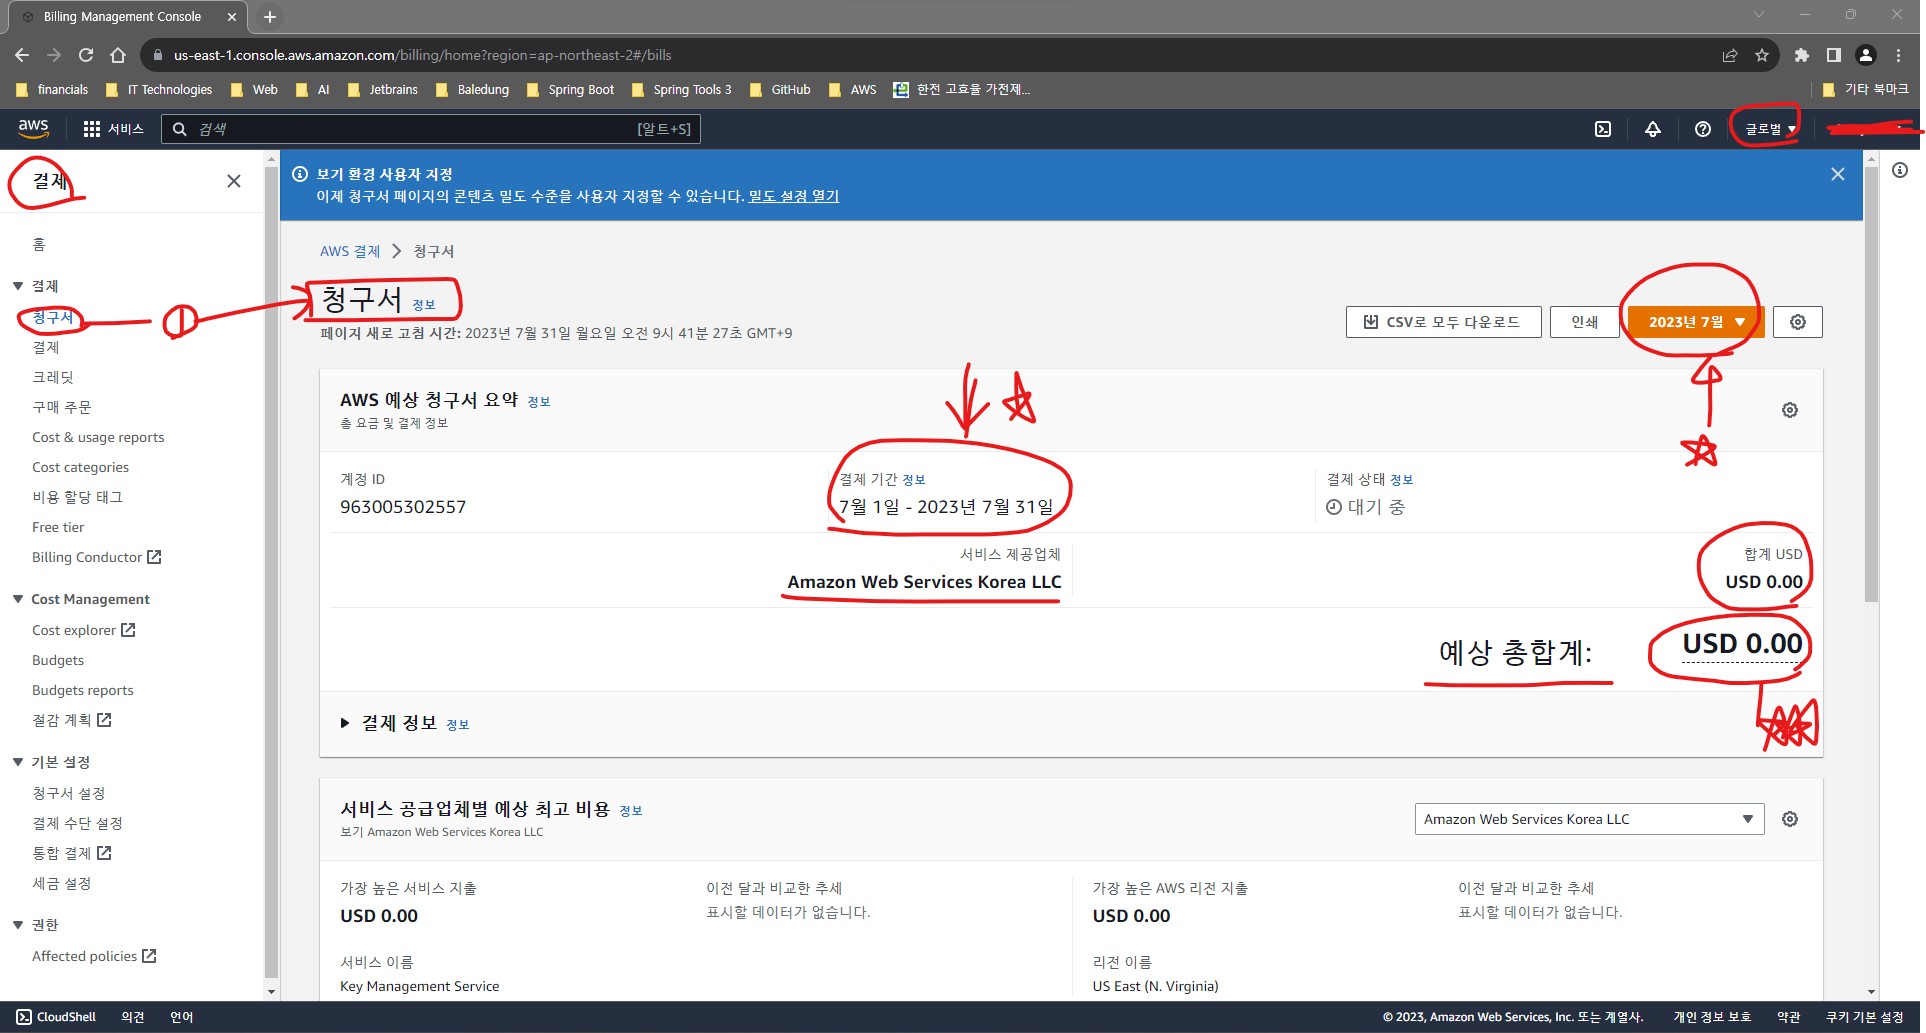 Billing Management Console
us-east-1.console.aws.amazon.com/billing/home?region=ap-northeast-2#/bills
financials IT Technologies Web AI Jetbrains Baledung Spring Boot Spring Tools 3 GitHub AWS 한전 고효율 가전제... 기타 북마크
aws 서비스 검색 [알트+S] 글로벌
결제
홈
결제
청구서
결제
크레딧
구매 주문
Cost & usage reports
Cost categories
비용 할당 태그
Free tier
Billing Conductor
Cost Management
Cost explorer
Budgets
Budgets reports
절감 계획
기본 설정
청구서 설정
결제 수단 설정
통합 결제
세금 설정
권한
Affected policies
보기 환경 사용자 지정
이제 청구서 페이지의 콘텐츠 밀도 수준을 사용자 지정할 수 있습니다. 밀도 설정 열기
AWS 결제 > 청구서
청구서 정보
페이지 새로 고침 시간: 2023년 7월 31일 월요일 오전 9시 41분 27초 GMT+9
CSV로 모두 다운로드 인쇄 2023년 7월
AWS 예상 청구서 요약 정보
총 요금 및 결제 정보
계정 ID
963005302557
결제 기간 정보
7월 1일 - 2023년 7월 31일
결제 상태 정보
대기 중
서비스 제공업체
Amazon Web Services Korea LLC
합계 USD
USD 0.00
예상 총합계: USD 0.00
결제 정보 정보
서비스 공급업체별 예상 최고 비용 정보
보기 Amazon Web Services Korea LLC
Amazon Web Services Korea LLC
가장 높은 서비스 지출
USD 0.00
이전 달과 비교한 추세
표시할 데이터가 없습니다.
가장 높은 AWS 리전 지출
USD 0.00
이전 달과 비교한 추세
표시할 데이터가 없습니다.
서비스 이름
Key Management Service
리전 이름
US East (N. Virginia)
CloudShell 의견 언어 © 2023, Amazon Web Services, Inc. 또는 계열사. 개인 정보 보호 약관 쿠키 기본 설정